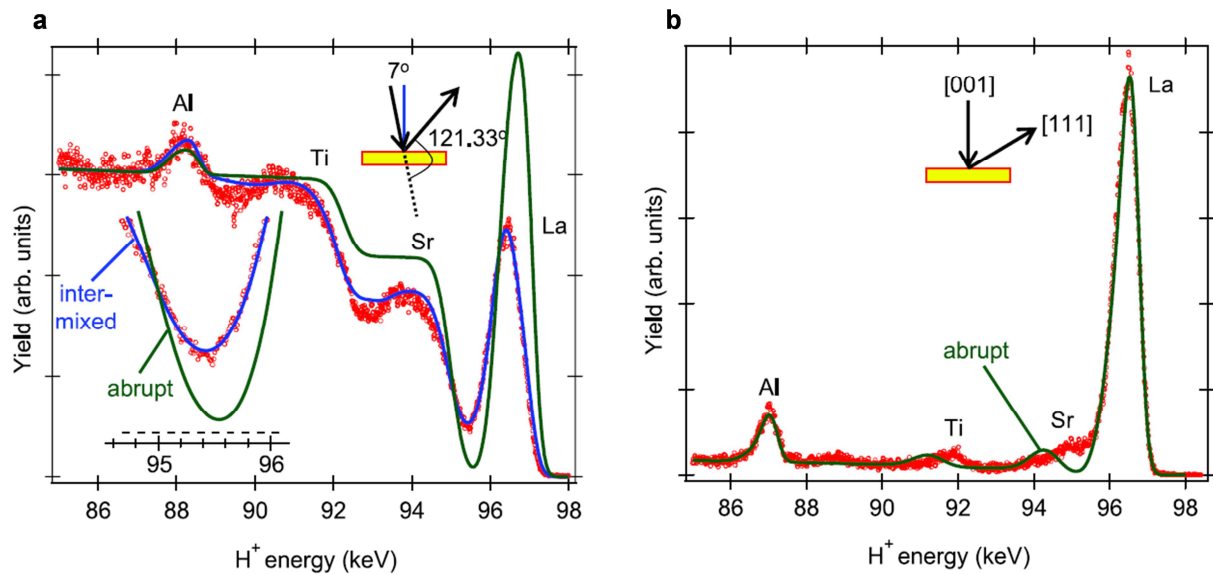 a
7°
Al
121.33°
Ti
La
Sr
inter-
mixed
abrupt
95 96
Yield (arb. units)
86 88 90 92 94 96 98
H⁺ energy (keV)
b
[001]
La
[111]
abrupt
Al
Ti
Sr
Yield (arb. units)
86 88 90 92 94 96 98
H⁺ energy (keV)